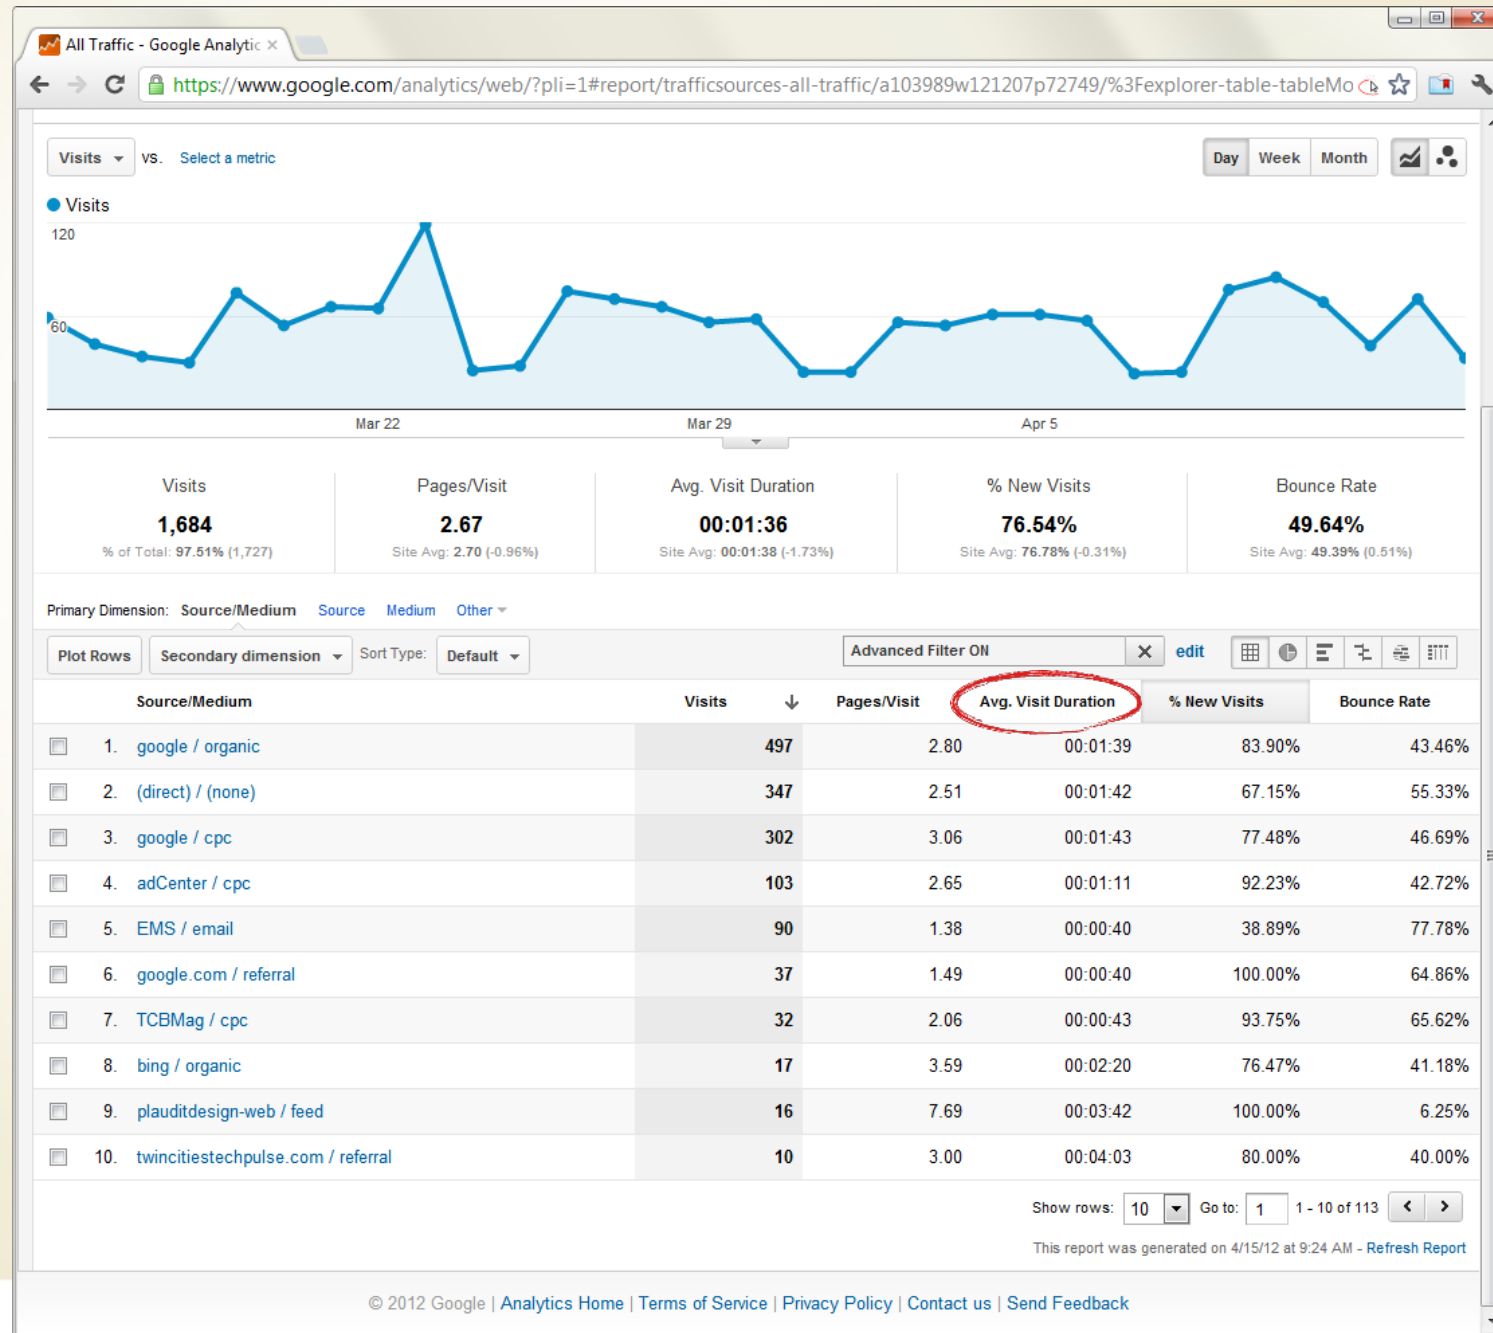 All Traffic - Google Analytic
https://www.google.com/analytics/web/?pli=1#report/trafficsources-all-traffic/a103989w121207p72749/%3Fexplorer-table-tableMo
Visits VS. Select a metric Day Week Month
Visits
120
60
Mar 22 Mar 29 Apr 5
Visits Pages/Visit Avg. Visit Duration % New Visits Bounce Rate
1,684 2.67 00:01:36 76.54% 49.64%
% of Total: 97.51% (1,727) Site Avg: 2.70 (-0.96%) Site Avg: 00:01:38 (-1.73%) Site Avg: 76.78% (-0.31%) Site Avg: 49.39% (0.51%)
Primary Dimension: Source/Medium Source Medium Other
Plot Rows Secondary dimension Sort Type: Default Advanced Filter ON edit
Source/Medium Visits Pages/Visit Avg. Visit Duration % New Visits Bounce Rate
1. google / organic 497 2.80 00:01:39 83.90% 43.46%
2. (direct) / (none) 347 2.51 00:01:42 67.15% 55.33%
3. google / cpc 302 3.06 00:01:43 77.48% 46.69%
4. adCenter / cpc 103 2.65 00:01:11 92.23% 42.72%
5. EMS / email 90 1.38 00:00:40 38.89% 77.78%
6. google.com / referral 37 1.49 00:00:40 100.00% 64.86%
7. TCBMag / cpc 32 2.06 00:00:43 93.75% 65.62%
8. bing / organic 17 3.59 00:02:20 76.47% 41.18%
9. plauditdesign-web / feed 16 7.69 00:03:42 100.00% 6.25%
10. twincitiestechpulse.com / referral 10 3.00 00:04:03 80.00% 40.00%
Show rows: 10 Go to: 1 1 - 10 of 113
This report was generated on 4/15/12 at 9:24 AM - Refresh Report
© 2012 Google | Analytics Home | Terms of Service | Privacy Policy | Contact us | Send Feedback